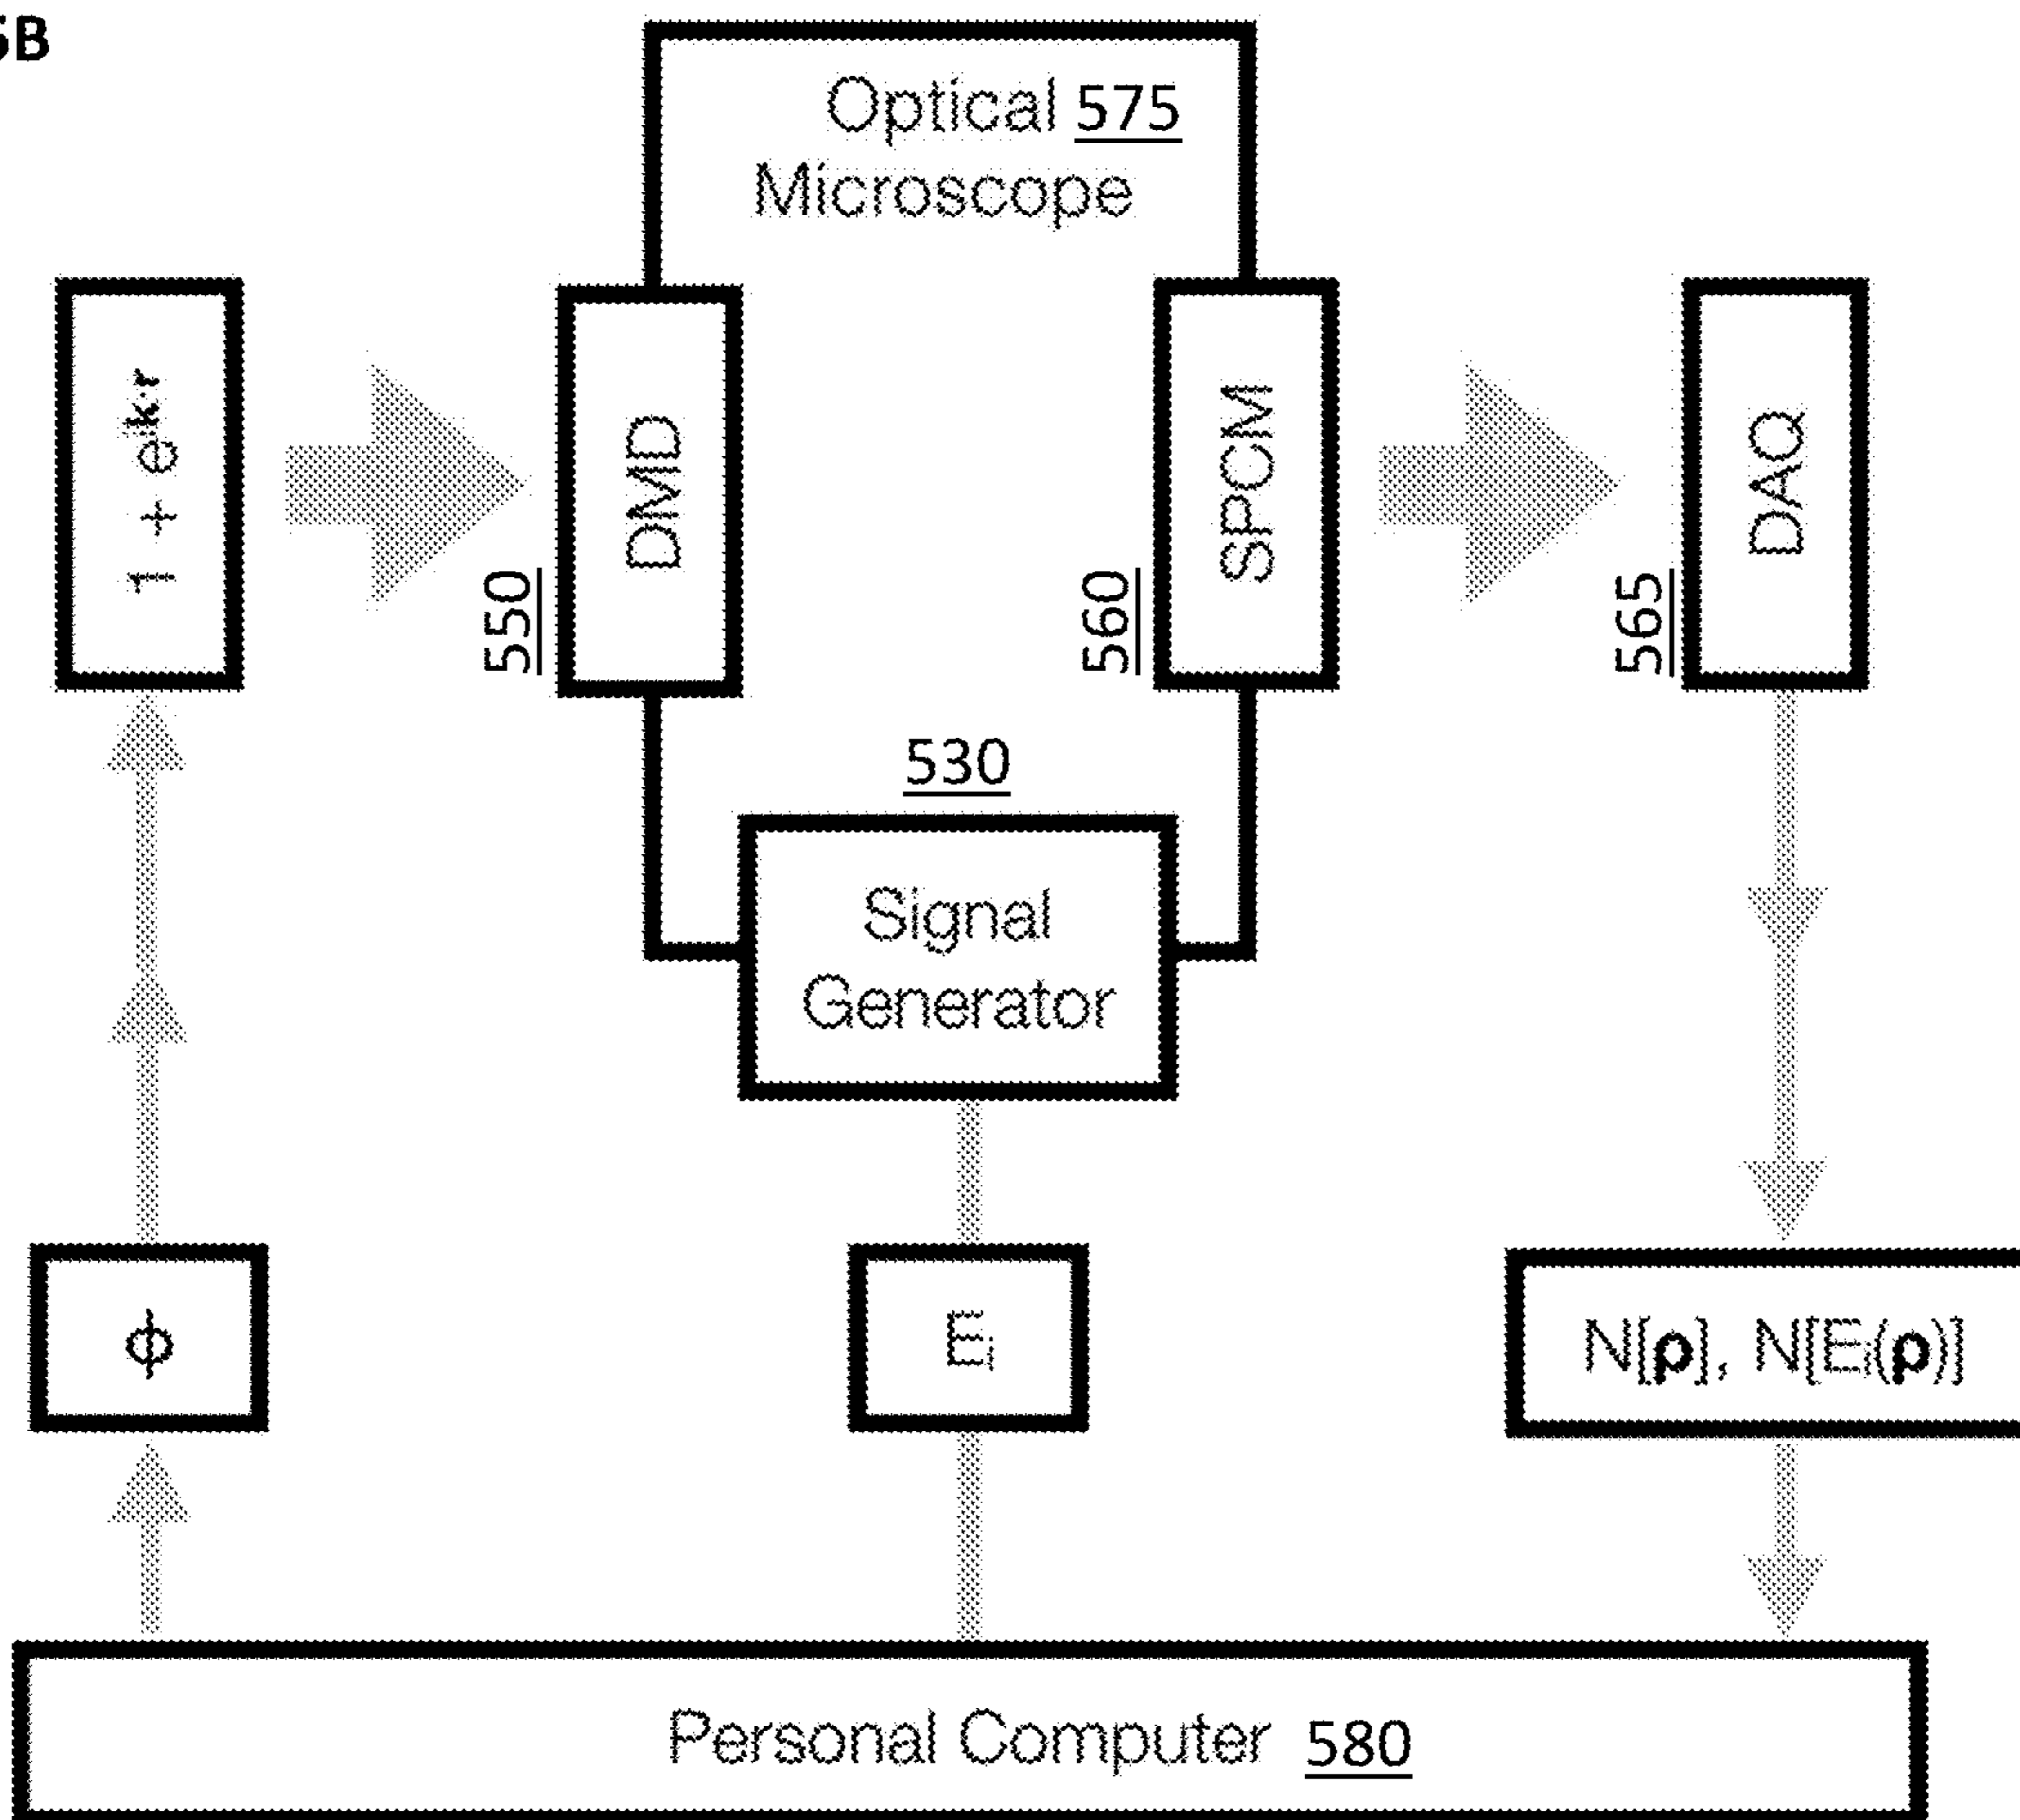 5B
Optical 575
Microscope
1 + e^ik·r
DMD
550
SPCM
560
DAQ
565
530
Signal
Generator
ϕ
Ei
N[ρ], N[Ei(ρ)]
Personal Computer 580